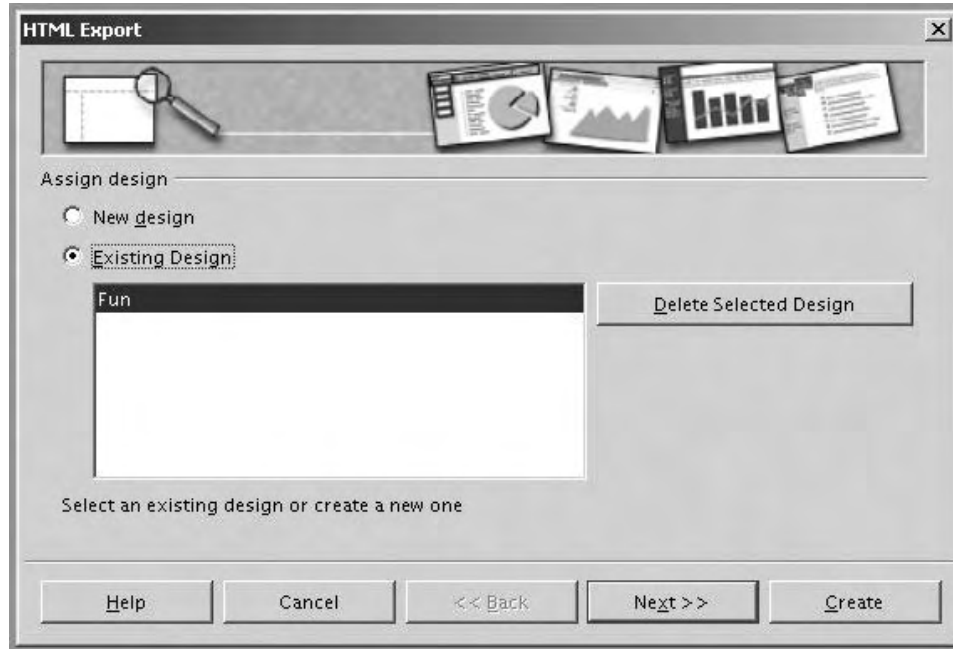 HTML Export
Assign design
New design
Existing Design
Fun
Delete Selected Design
Select an existing design or create a new one
Help Cancel << Back Next >> Create